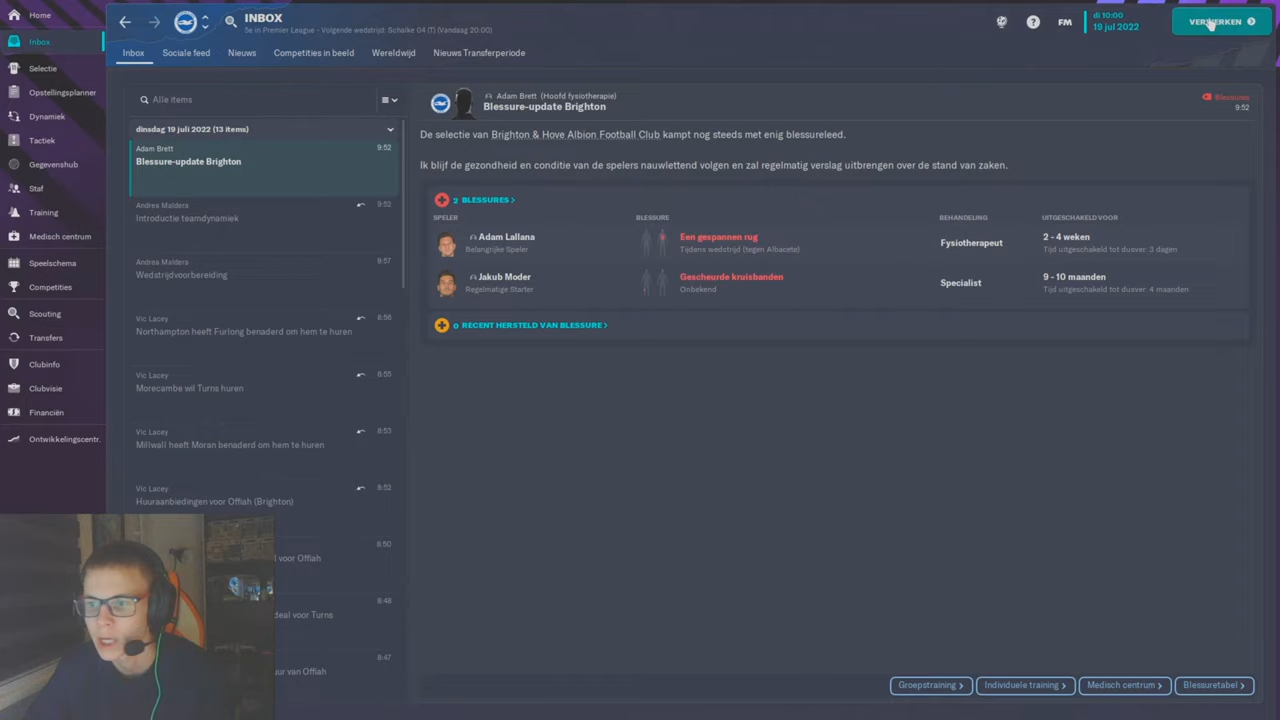 Home
Inbox
Selectie
Opstellingsplanner
Dynamiek
Tactiek
Gegevenshub
Staf
Training
Medisch centrum
Speelschema
Competities
Scouting
Transfers
Clubinfo
Clubvisie
Financiën
Ontwikkelingscentr.
INBOX
5e in Premier League - Volgende wedstrijd: Schalke 04 (T) (Vandaag 20:00)
FM
di 10:00
19 jul 2022
VERWERKEN
Inbox Sociale feed Nieuws Competities in beeld Wereldwijd Nieuws Transferperiode
Alle items
dinsdag 19 juli 2022 (13 items)
Adam Brett 9:52
Blessure-update Brighton
Andrea Maldera 9:52
Introductie teamdynamiek
Andrea Maldera 9:57
Wedstrijdvoorbereiding
Vic Lacey 8:56
Northampton heeft Furlong benaderd om hem te huren
Vic Lacey 8:55
Morecambe wil Turns huren
Vic Lacey 8:53
Millwall heeft Moran benaderd om hem te huren
Vic Lacey 8:52
Huuraanbiedingen voor Offiah (Brighton)
8:50
voor Offiah
8:48
deal voor Turns
8:47
uur van Offiah
Adam Brett (Hoofd fysiotherapie)
Blessure-update Brighton
Blessures
9:52
De selectie van Brighton & Hove Albion Football Club kampt nog steeds met enig blessureleed.
Ik blijf de gezondheid en conditie van de spelers nauwlettend volgen en zal regelmatig verslag uitbrengen over de stand van zaken.
2 BLESSURES
SPELER BLESSURE BEHANDELING UITGESCHAKELD VOOR
Adam Lallana Een gespannen rug Fysiotherapeut 2 - 4 weken
Belangrijke Speler Tijdens wedstrijd (tegen Albacete) Tijd uitgeschakeld tot dusver: 3 dagen
Jakub Moder Gescheurde kruisbanden Specialist 9 - 10 maanden
Regelmatige Starter Onbekend Tijd uitgeschakeld tot dusver: 4 maanden
0 RECENT HERSTELD VAN BLESSURE
Groepstraining Individuele training Medisch centrum Blessuretabel